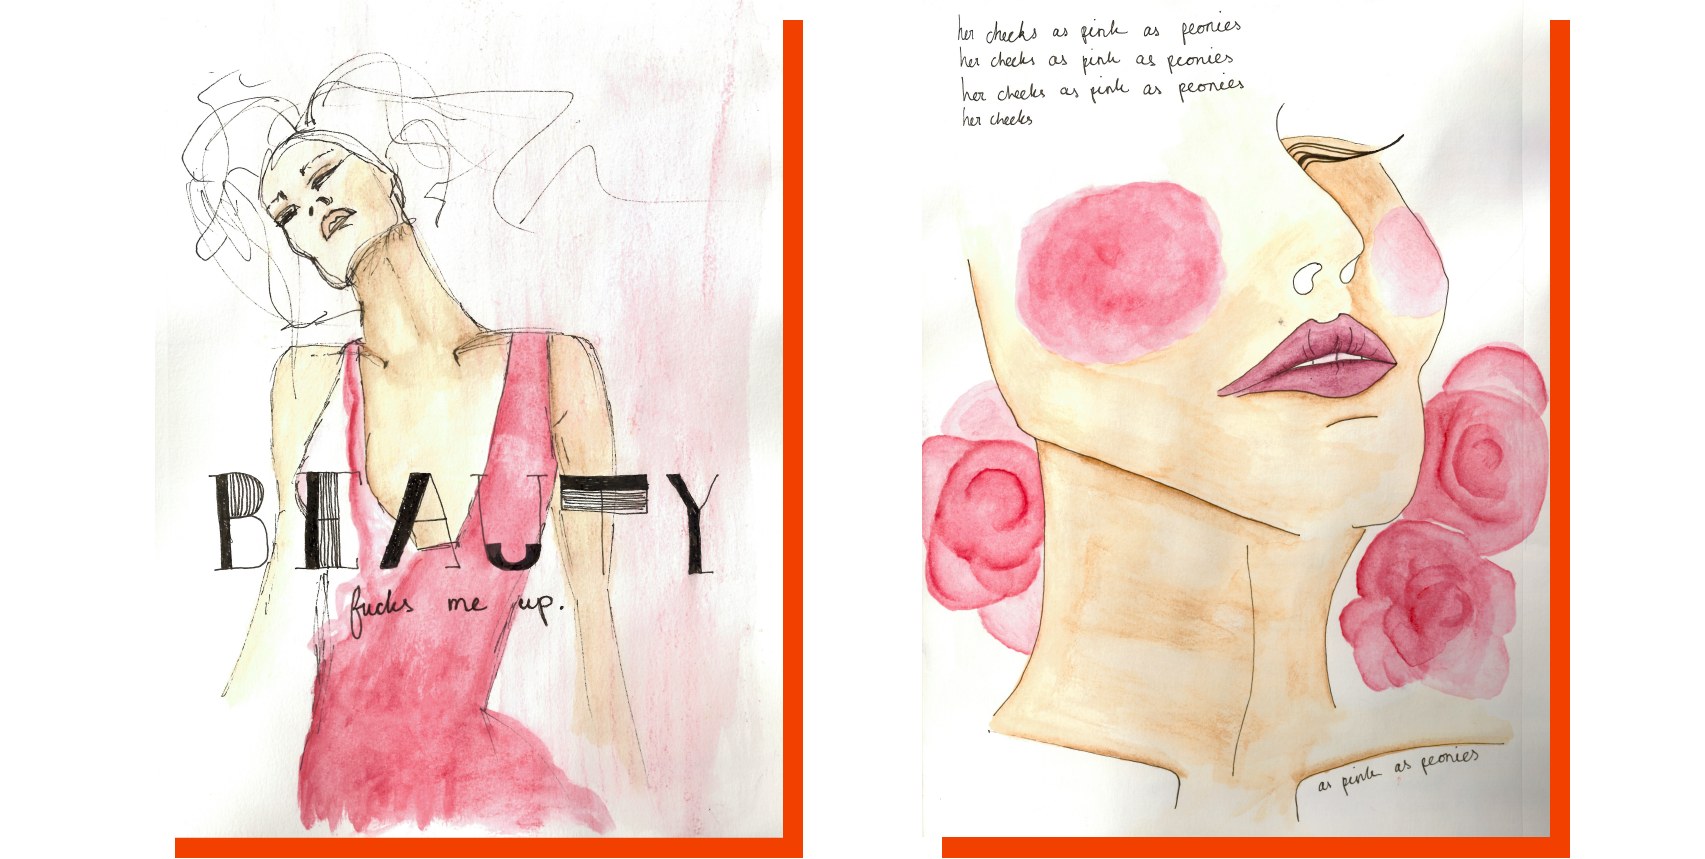 BEAUTY
fucks me up.
her cheeks as pink as peonies
her cheeks as pink as peonies
her cheeks as pink as peonies
her cheeks
as pink as peonies